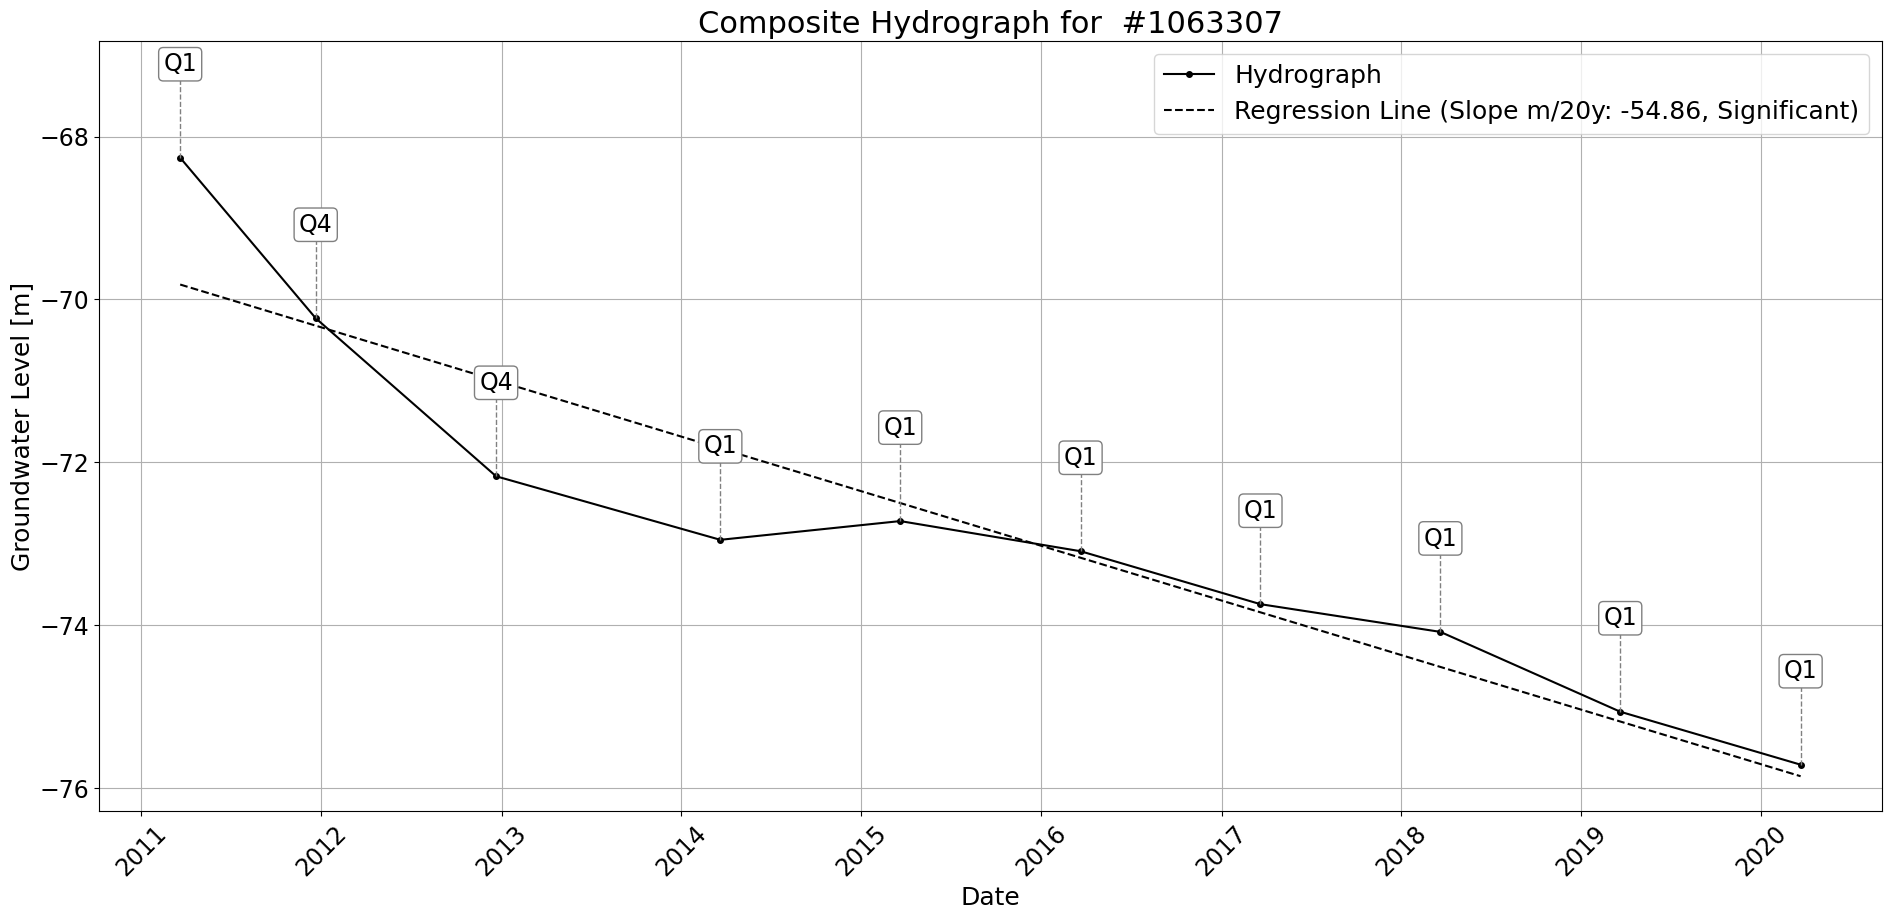 Composite Hydrograph for  #1063307
Hydrograph
Regression Line (Slope m/20y: -54.86, Significant)
Groundwater Level [m]
−68
−70
−72
−74
−76
Q1
Q4
Q4
Q1
Q1
Q1
Q1
Q1
Q1
Q1
2011
2012
2013
2014
2015
2016
2017
2018
2019
2020
Date